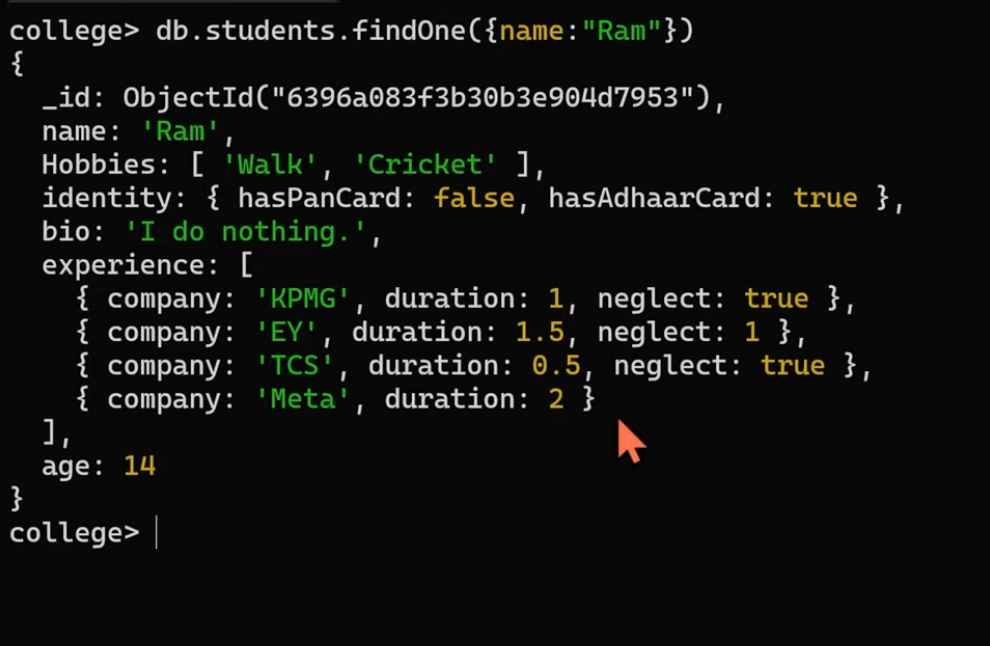 college> db.students.findOne({name:"Ram"})
{
  _id: ObjectId("6396a083f3b30b3e904d7953"),
  name: 'Ram',
  Hobbies: [ 'Walk', 'Cricket' ],
  identity: { hasPanCard: false, hasAdhaarCard: true },
  bio: 'I do nothing.',
  experience: [
    { company: 'KPMG', duration: 1, neglect: true },
    { company: 'EY', duration: 1.5, neglect: 1 },
    { company: 'TCS', duration: 0.5, neglect: true },
    { company: 'Meta', duration: 2 }
  ],
  age: 14
}
college>